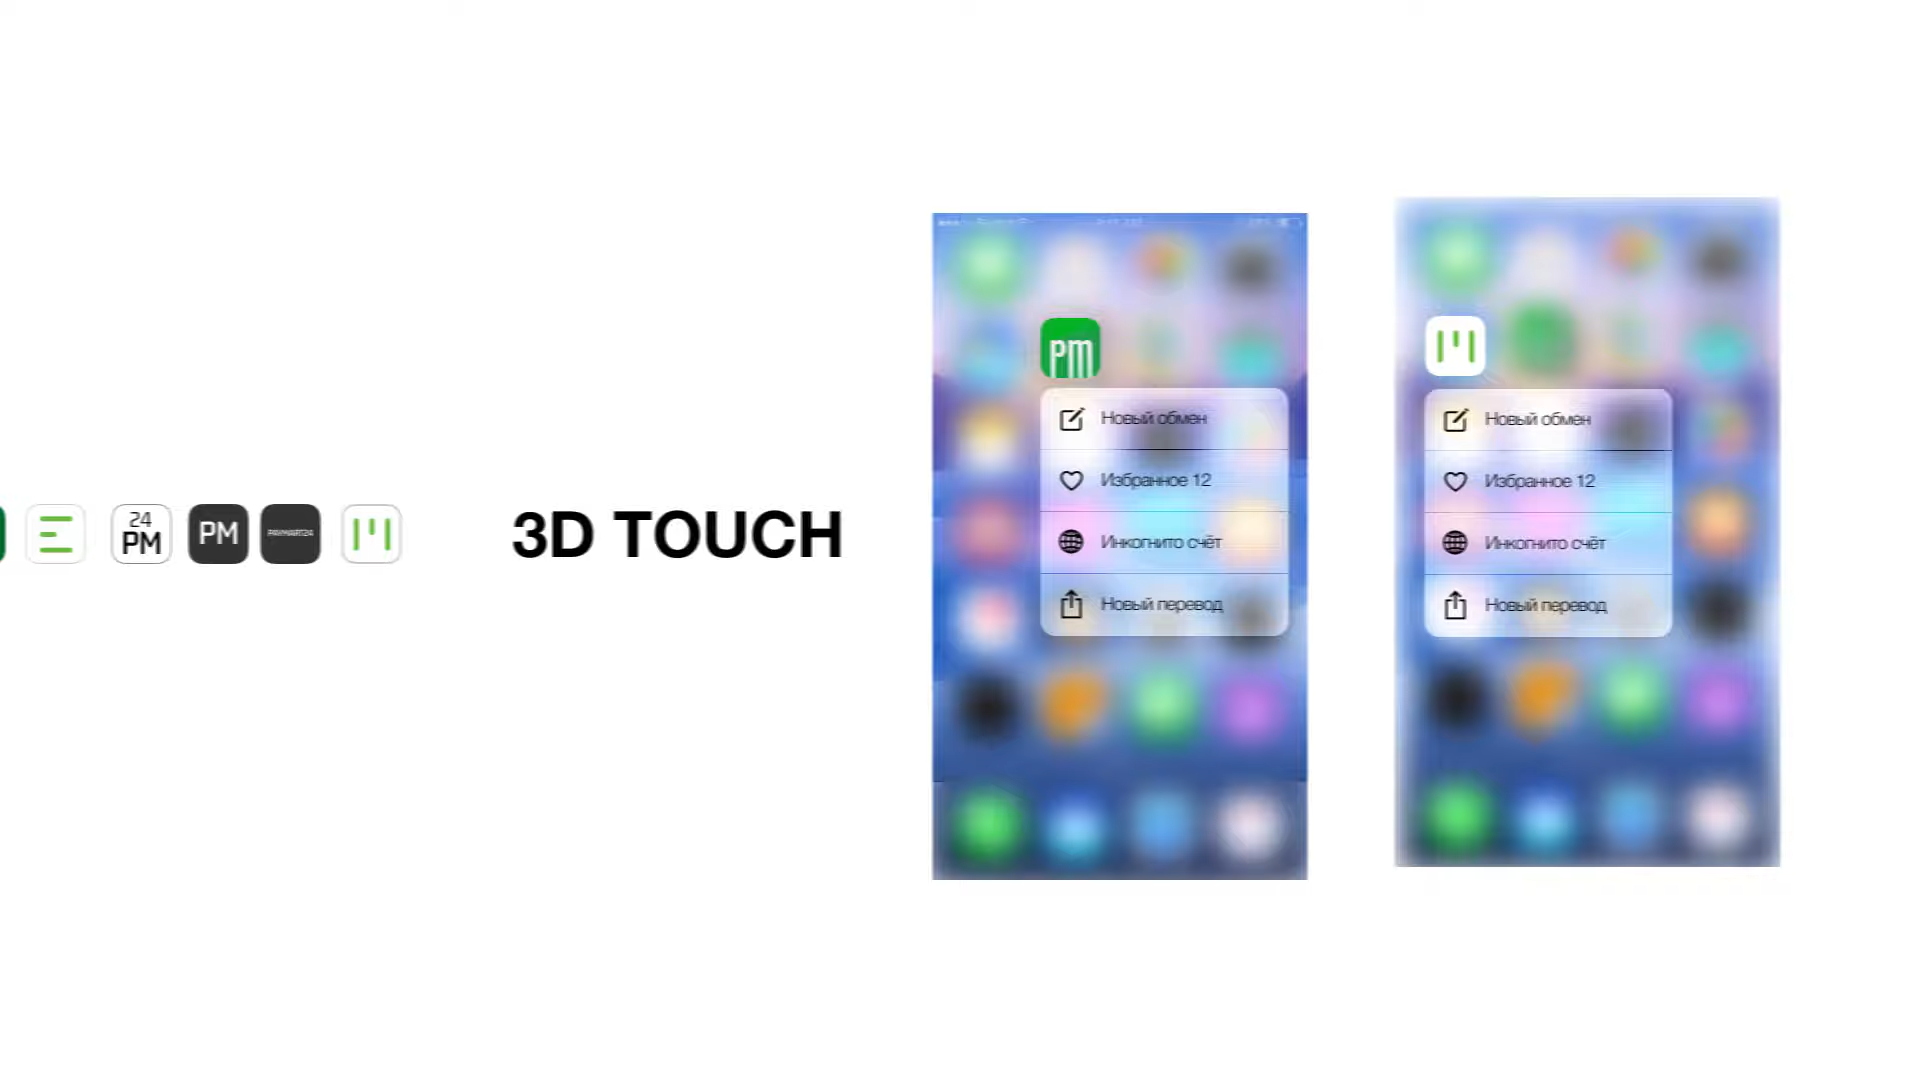 24
PM
PM
PAYMART24
3D TOUCH
pm
Новый обмен
Избранное 12
Инкогнито счёт
Новый перевод
Новый обмен
Избранное 12
Инкогнито счёт
Новый перевод